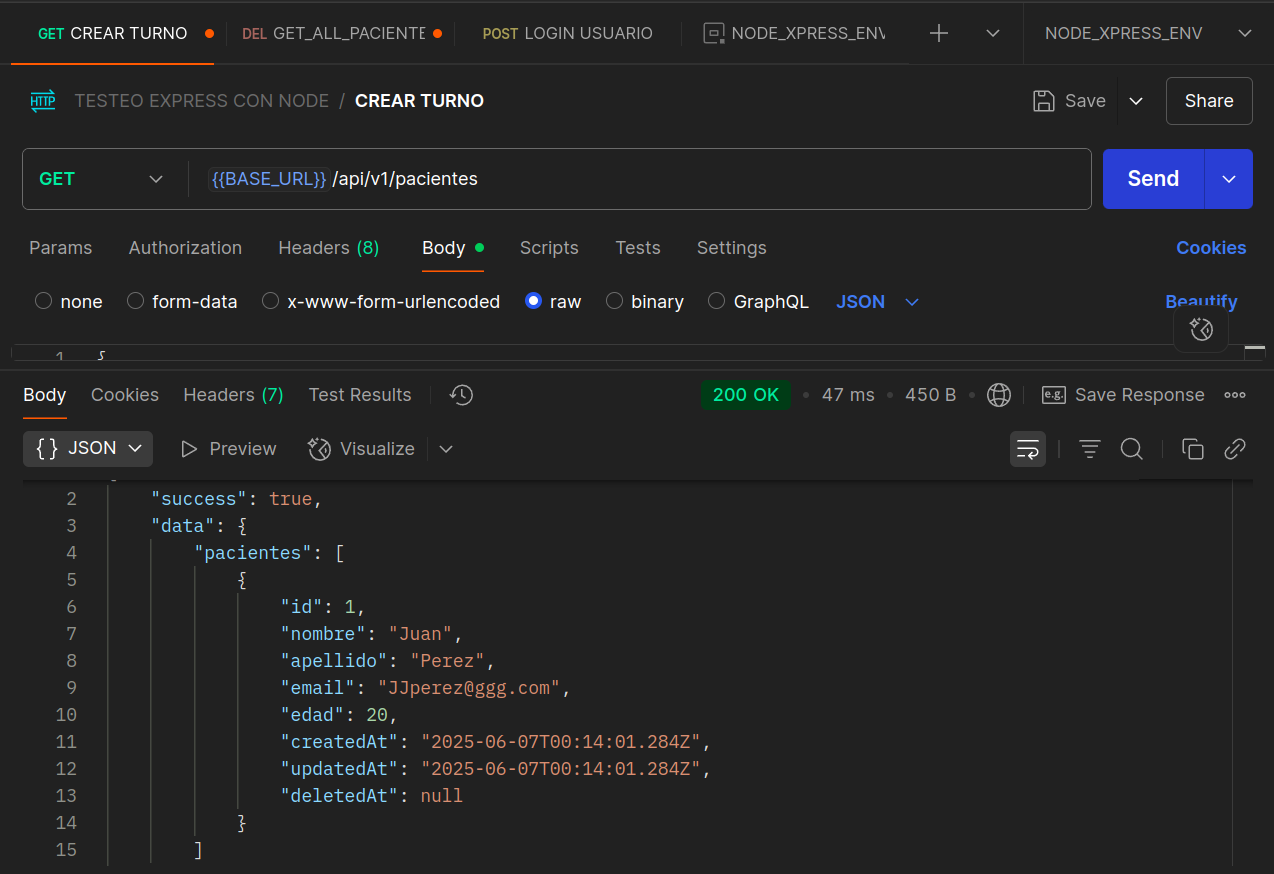 GET CREAR TURNO DEL GET_ALL_PACIENTE POST LOGIN USUARIO NODE_XPRESS_ENV NODE_XPRESS_ENV
HTTP TESTEO EXPRESS CON NODE / CREAR TURNO Save Share
GET {{BASE_URL}} /api/v1/pacientes Send
Params Authorization Headers (8) Body Scripts Tests Settings Cookies
none form-data x-www-form-urlencoded raw binary GraphQL JSON Beautify
1 {
Body Cookies Headers (7) Test Results 200 OK 47 ms 450 B e.g. Save Response
{} JSON Preview Visualize
2 "success": true,
3 "data": {
4 "pacientes": [
5 {
6 "id": 1,
7 "nombre": "Juan",
8 "apellido": "Perez",
9 "email": "JJperez@ggg.com",
10 "edad": 20,
11 "createdAt": "2025-06-07T00:14:01.284Z",
12 "updatedAt": "2025-06-07T00:14:01.284Z",
13 "deletedAt": null
14 }
15 ]